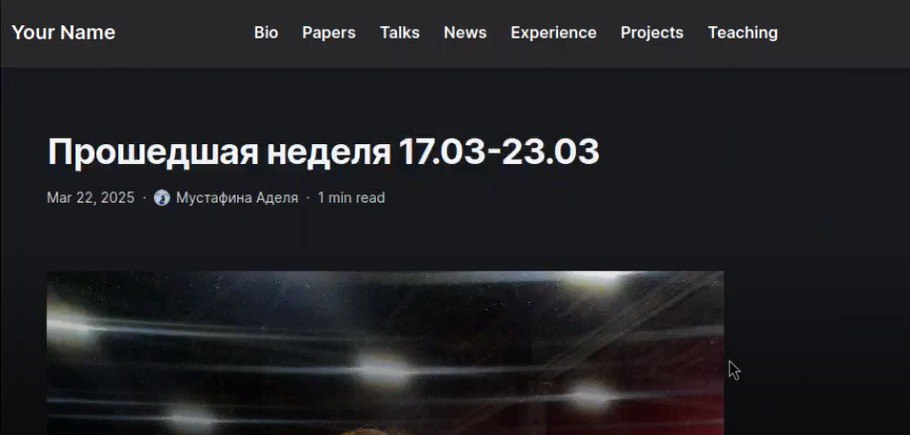 Your Name Bio Papers Talks News Experience Projects Teaching
Прошедшая неделя 17.03-23.03
Mar 22, 2025 · Мустафина Аделя · 1 min read